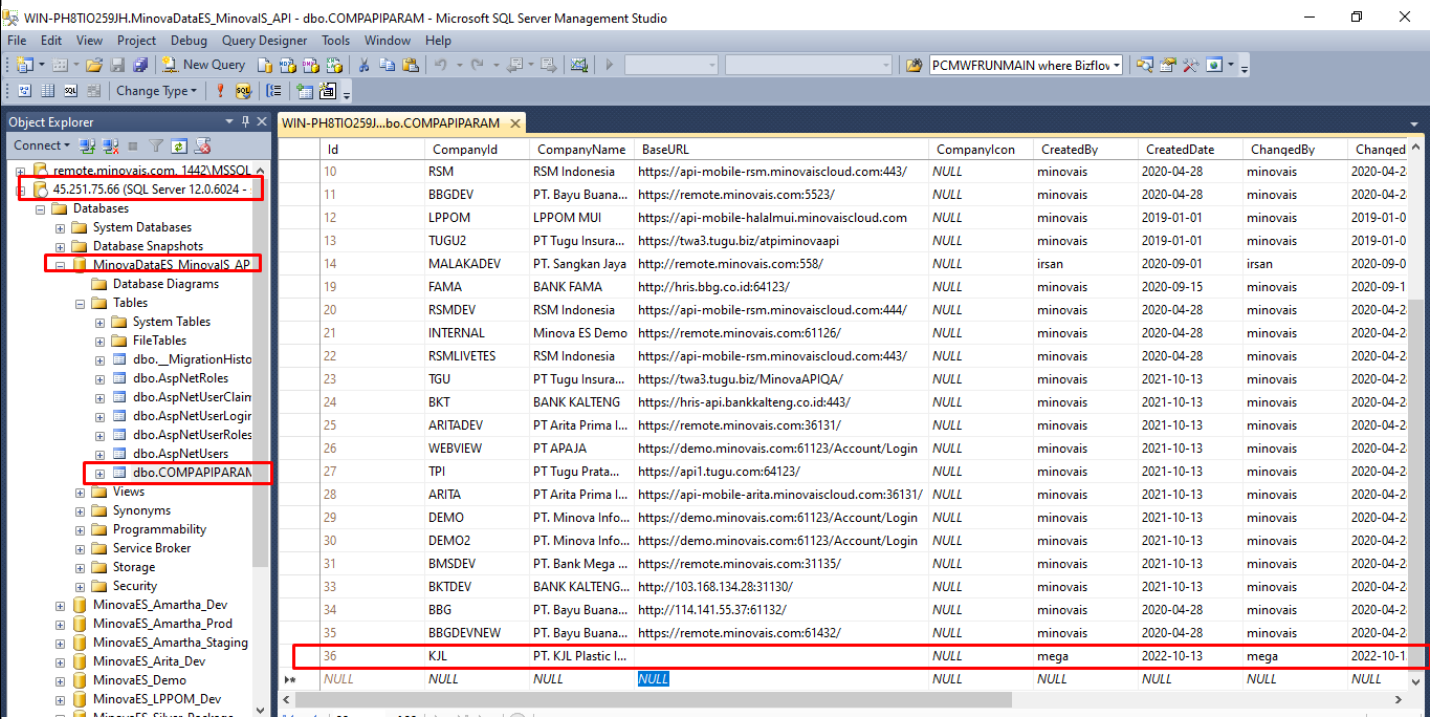 WIN-PH8TIO259JH.MinovaDataES_MinovaIS_API - dbo.COMPAPIPARAM - Microsoft SQL Server Management Studio
File Edit View Project Debug Query Designer Tools Window Help
New Query PCMWFRUNMAIN where Bizflov
Change Type
Object Explorer
Connect
remote.minovais.com, 1442\MSSQL
45.251.75.66 (SQL Server 12.0.6024 -
Databases
System Databases
Database Snapshots
MinovaDataES_MinovaIS_AP
Database Diagrams
Tables
System Tables
FileTables
dbo.__MigrationHisto
dbo.AspNetRoles
dbo.AspNetUserClain
dbo.AspNetUserLogir
dbo.AspNetUserRoles
dbo.AspNetUsers
dbo.COMPAPIPARAN
Views
Synonyms
Programmability
Service Broker
Storage
Security
MinovaES_Amartha_Dev
MinovaES_Amartha_Prod
MinovaES_Amartha_Staging
MinovaES_Arita_Dev
MinovaES_Demo
MinovaES_LPPOM_Dev
WIN-PH8TIO259J...bo.COMPAPIPARAM
Id CompanyId CompanyName BaseURL CompanyIcon CreatedBy CreatedDate ChangedBy Changed
10 RSM RSM Indonesia https://api-mobile-rsm.minovaiscloud.com:443/ NULL minovais 2020-04-28 minovais 2020-04-2
11 BBGDEV PT. Bayu Buana... https://remote.minovais.com:5523/ NULL minovais 2020-04-28 minovais 2020-04-2
12 LPPOM LPPOM MUI https://api-mobile-halalmui.minovaiscloud.com NULL minovais 2019-01-01 minovais 2019-01-0
13 TUGU2 PT Tugu Insura... https://twa3.tugu.biz/atpiminovaapi NULL minovais 2019-01-01 minovais 2019-01-0
14 MALAKADEV PT. Sangkan Jaya http://remote.minovais.com:558/ NULL irsan 2020-09-01 irsan 2020-09-0
19 FAMA BANK FAMA http://hris.bbg.co.id:64123/ NULL minovais 2020-09-15 minovais 2020-09-1
20 RSMDEV RSM Indonesia https://api-mobile-rsm.minovaiscloud.com:444/ NULL minovais 2020-04-28 minovais 2020-04-2
21 INTERNAL Minova ES Demo https://remote.minovais.com:61126/ NULL minovais 2020-04-28 minovais 2020-04-2
22 RSMLIVETES RSM Indonesia https://api-mobile-rsm.minovaiscloud.com:443/ NULL minovais 2020-04-28 minovais 2020-04-2
23 TGU PT Tugu Insura... https://twa3.tugu.biz/MinovaAPIQA/ NULL minovais 2021-10-13 minovais 2020-04-2
24 BKT BANK KALTENG https://hris-api.bankkalteng.co.id:443/ NULL minovais 2021-10-13 minovais 2020-04-2
25 ARITADEV PT Arita Prima I... https://remote.minovais.com:36131/ NULL minovais 2021-10-13 minovais 2020-04-2
26 WEBVIEW PT APAJA https://demo.minovais.com:61123/Account/Login NULL minovais 2021-10-13 minovais 2020-04-2
27 TPI PT Tugu Prata... https://api1.tugu.com:64123/ NULL minovais 2021-10-13 minovais 2020-04-2
28 ARITA PT Arita Prima I... https://api-mobile-arita.minovaiscloud.com:36131/ NULL minovais 2021-10-13 minovais 2020-04-2
29 DEMO PT. Minova Info... https://demo.minovais.com:61123/Account/Login NULL minovais 2021-10-13 minovais 2020-04-2
30 DEMO2 PT. Minova Info... https://demo.minovais.com:61123/Account/Login NULL minovais 2021-10-13 minovais 2020-04-2
31 BMSDEV PT. Bank Mega ... https://remote.minovais.com:31135/ NULL minovais 2021-10-13 minovais 2020-04-2
33 BKTDEV BANK KALTENG... http://103.168.134.28:31130/ NULL minovais 2021-10-13 minovais 2020-04-2
34 BBG PT. Bayu Buana... http://114.141.55.37:61132/ NULL minovais 2020-04-28 minovais 2020-04-2
35 BBGDEVNEW PT. Bayu Buana... https://remote.minovais.com:61432/ NULL minovais 2020-04-28 minovais 2020-04-2
36 KJL PT. KJL Plastic I... NULL mega 2022-10-13 mega 2022-10-1
NULL NULL NULL NULL NULL NULL NULL NULL NULL